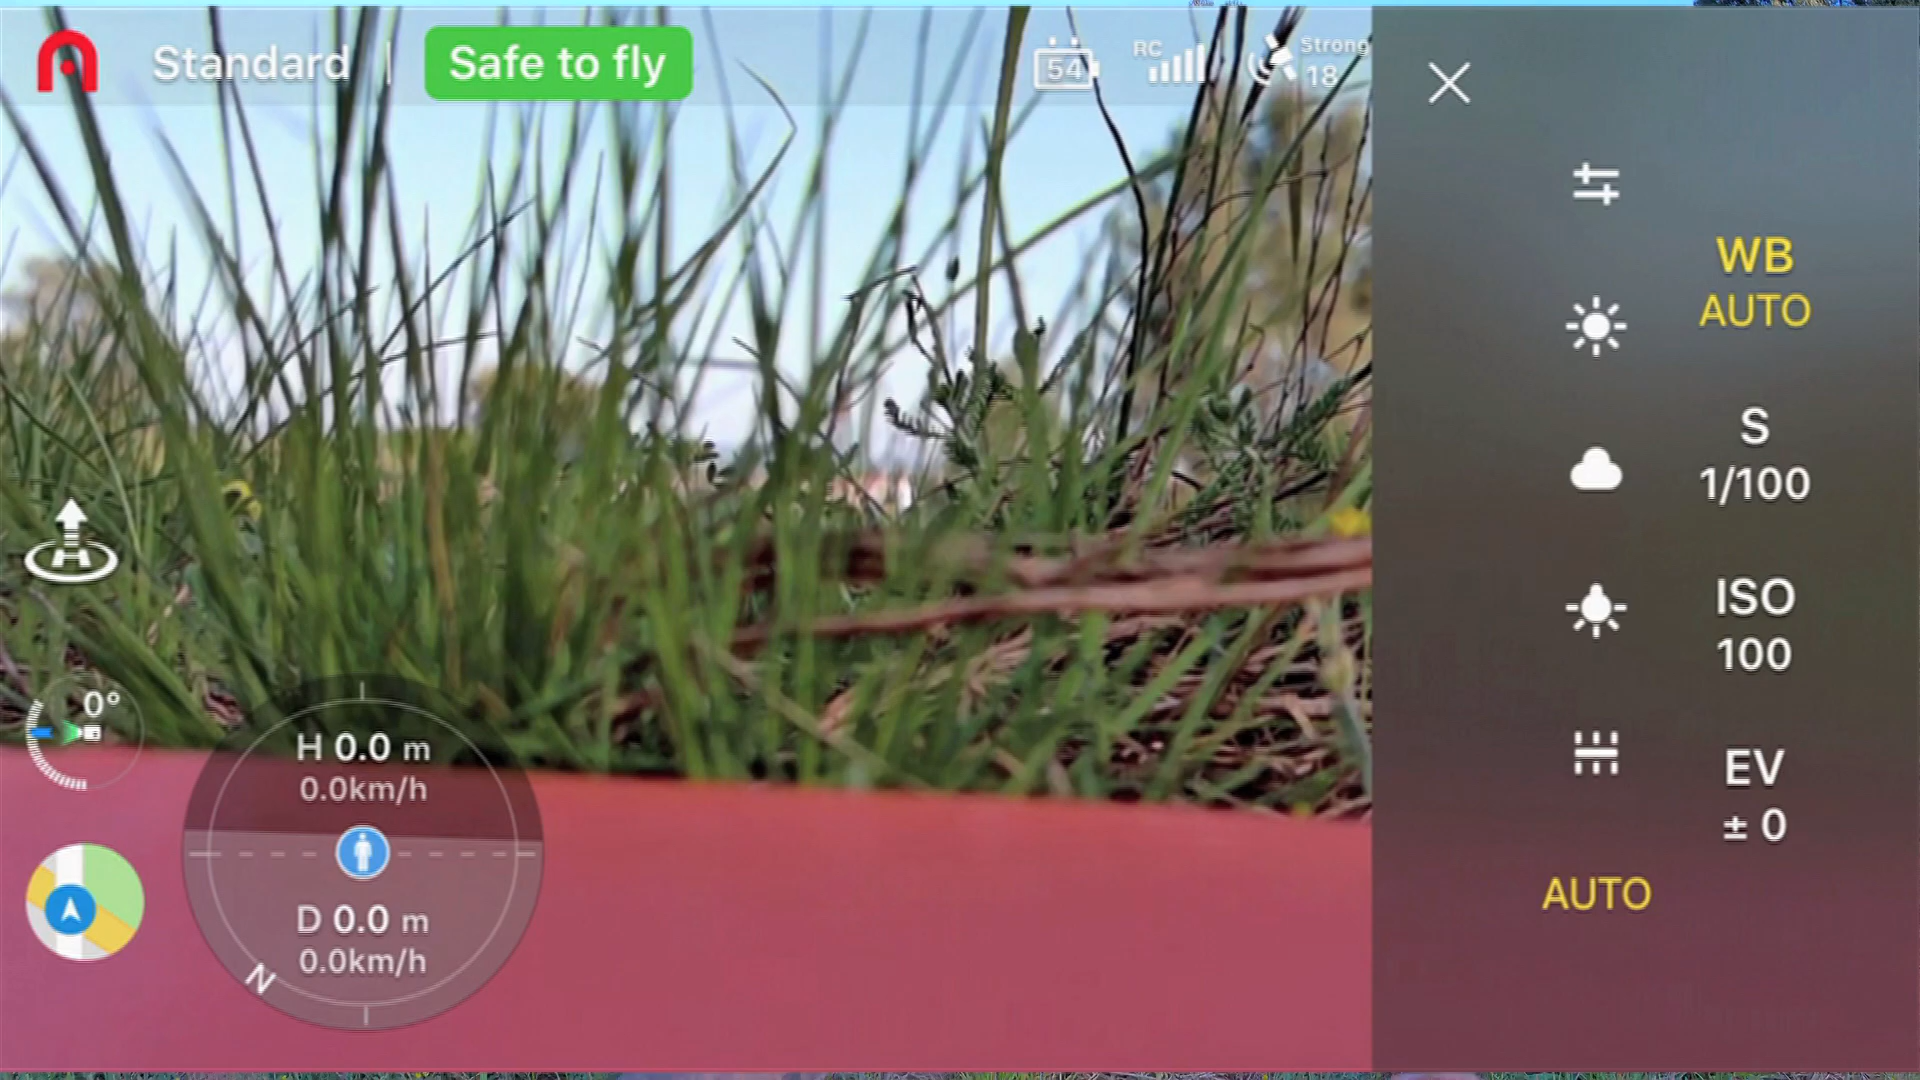 Standard
Safe to fly
54
RC
Strong
18
WB
AUTO
S
1/100
ISO
100
EV
± 0
AUTO
0°
H 0.0 m
0.0km/h
D 0.0 m
0.0km/h
N